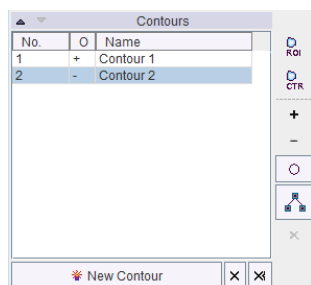 Contours
No. O Name
1 + Contour 1
2 - Contour 2
New Contour
ROI
CTR